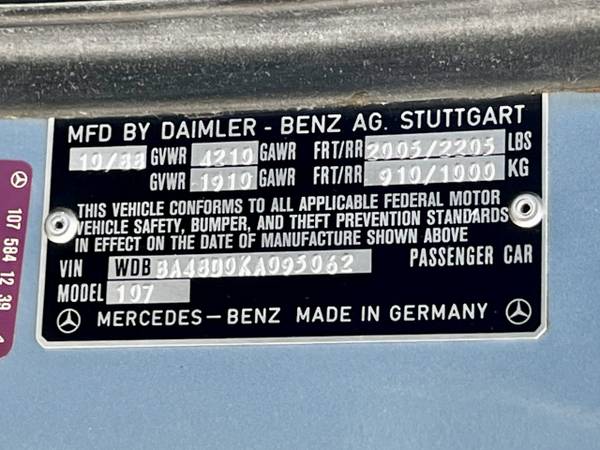 MFD BY DAIMLER - BENZ AG. STUTTGART
10/88 GVWR 4210 GAWR FRT/RR 2005/2205 LBS
GVWR 1910 GAWR FRT/RR 910/1000 KG
THIS VEHICLE CONFORMS TO ALL APPLICABLE FEDERAL MOTOR
VEHICLE SAFETY, BUMPER, AND THEFT PREVENTION STANDARDS
IN EFFECT ON THE DATE OF MANUFACTURE SHOWN ABOVE
VIN WDB BA48D0KA095062 PASSENGER CAR
MODEL 107
MERCEDES-BENZ MADE IN GERMANY
107 584 12 39